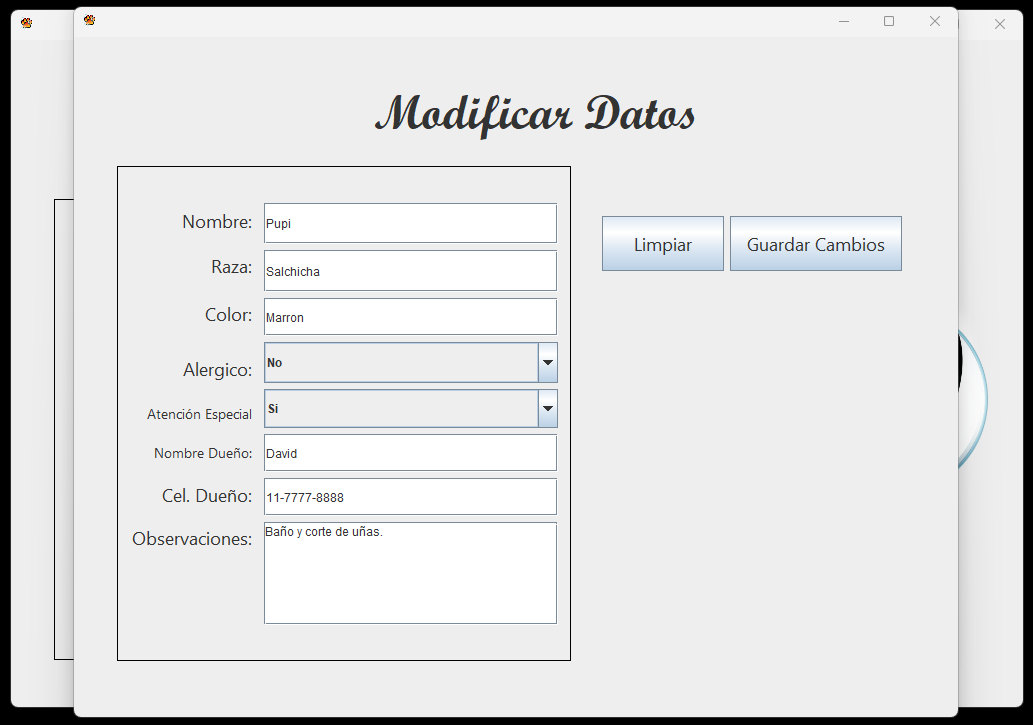 Modificar Datos
Nombre: Pupi
Raza: Salchicha
Color: Marron
Alergico: No
Atención Especial Si
Nombre Dueño: David
Cel. Dueño: 11-7777-8888
Observaciones: Baño y corte de uñas.
Limpiar Guardar Cambios